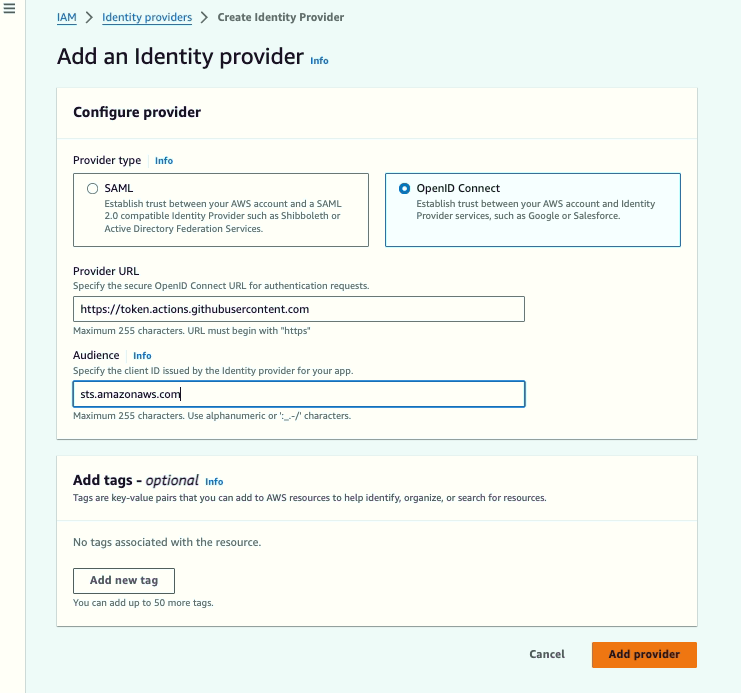 IAM > Identity providers > Create Identity Provider
Add an Identity provider Info
Configure provider
Provider type Info
SAML
Establish trust between your AWS account and a SAML
2.0 compatible Identity Provider such as Shibboleth or
Active Directory Federation Services.
OpenID Connect
Establish trust between your AWS account and Identity
Provider services, such as Google or Salesforce.
Provider URL
Specify the secure OpenID Connect URL for authentication requests.
https://token.actions.githubusercontent.com
Maximum 255 characters. URL must begin with "https"
Audience Info
Specify the client ID issued by the Identity provider for your app.
sts.amazonaws.com
Maximum 255 characters. Use alphanumeric or ':_.-/' characters.
Add tags - optional Info
Tags are key-value pairs that you can add to AWS resources to help identify, organize, or search for resources.
No tags associated with the resource.
Add new tag
You can add up to 50 more tags.
Cancel
Add provider